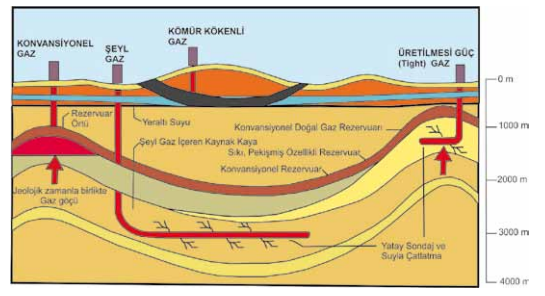 KONVANSİYONEL
GAZ
ŞEYL
GAZ
KÖMÜR KÖKENLİ
GAZ
ÜRETİLMESİ GÜÇ
(Tight) GAZ
0 m
1000 m
2000 m
3000 m
4000 m
Rezervuar
Örtü
Yeraltı Suyu
Konvansiyonel Doğal Gaz Rezervuarı
Şeyl Gaz İçeren Kaynak Kaya
Sıkı, Pekişmiş Özellikli Rezervuar
Konvansiyonel Rezervuar
Jeolojik zamanla birlikte
Gaz göçü
Yatay Sondaj ve
Suyla Çatlatma